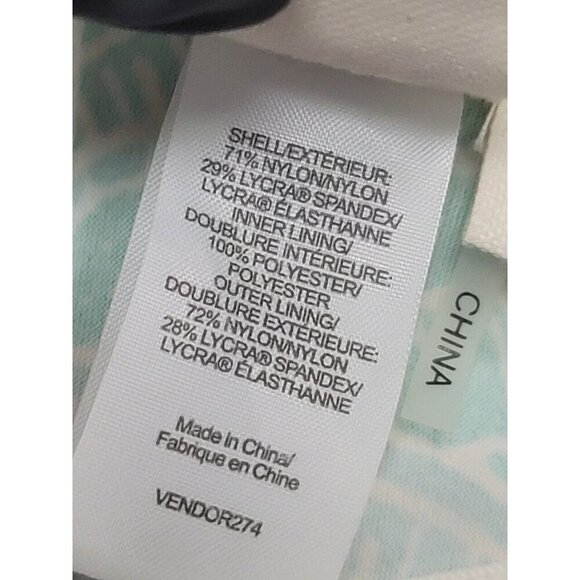 SHELL/EXTÉRIEUR:
71% NYLON/NYLON
29% LYCRA® SPANDEX/
LYCRA® ÉLASTHANNE
INNER LINING/
DOUBLURE INTÉRIEURE:
100% POLYESTER/
POLYESTER
OUTER LINING/
DOUBLURE EXTÉRIEURE:
72% NYLON/NYLON
28% LYCRA® SPANDEX/
LYCRA® ÉLASTHANNE
Made in China/
Fabriqué en Chine
VENDOR274
CHINA